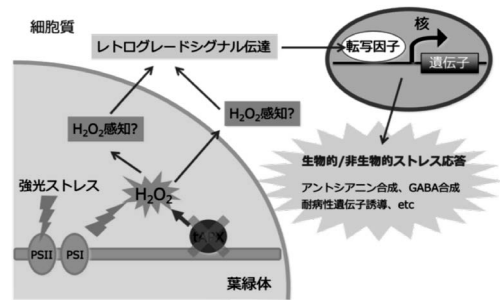 細胞質
核
レトログレードシグナル伝達
転写因子
遺伝子
H₂O₂感知?
H₂O₂感知?
生物的/非生物的ストレス応答
アントシアニン合成、GABA合成
耐病性遺伝子誘導、etc
強光ストレス
H₂O₂
tAPX
PSII
PSI
葉緑体